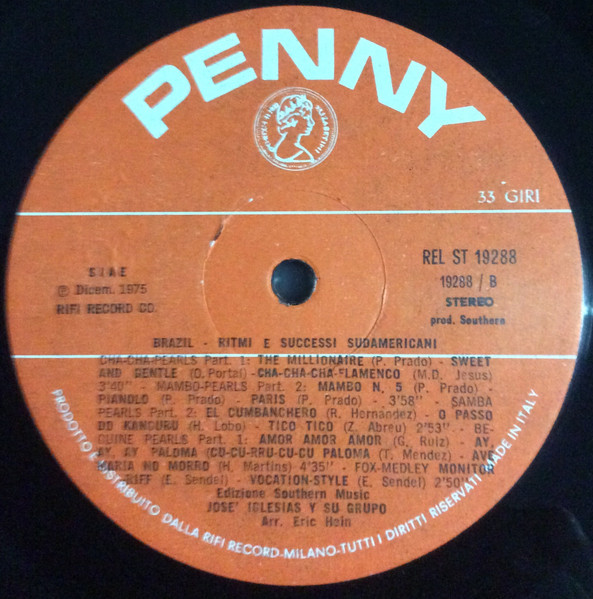 PENNY
33 GIRI
REL ST 19288
19288 / B
STEREO
prod. Southern
SIAE
℗ Dicem. 1975
RIFI RECORD CO.
BRAZIL - RITMI E SUCCESSI SUDAMERICANI
CHA-CHA-PEARLS Part. 1: THE MILLIONAIRE (P. Prado) - SWEET
AND GENTLE (O. Portal) - CHA-CHA-CHA-FLAMENCO (M.D. Jesus)
3'40" - MAMBO-PEARLS Part. 2: MAMBO N. 5 (P. Prado) -
PIANOLO (P. Prado) - PARIS (P. Prado) - 3'58" - SAMBA
PEARLS Part. 2: EL CUMBANCHERO (R. Hernandez) - O PASSO
DO KANGURU (H. Lobo) - TICO TICO (Z. Abreu) 2'53" - BE-
GUINE PEARLS Part. 1: AMOR AMOR AMOR (G. Ruiz) - AY,
AY, AY PALOMA (CU-CU-RRU-CU-CU PALOMA (T. Mendez) - AVE
MARIA NO MORRO (H. Martins) 4'35" - FOX-MEDLEY MONITOR
RIFF (E. Sendel) - VOCATION-STYLE (E. Sendel) 2'50"
Edizione Southern Music
JOSE' IGLESIAS Y SU GRUPO
Arr. Eric Hein
PRODOTTO E DISTRIBUITO DALLA RIFI RECORD-MILANO-TUTTI I DIRITTI RISERVATI MADE IN ITALY